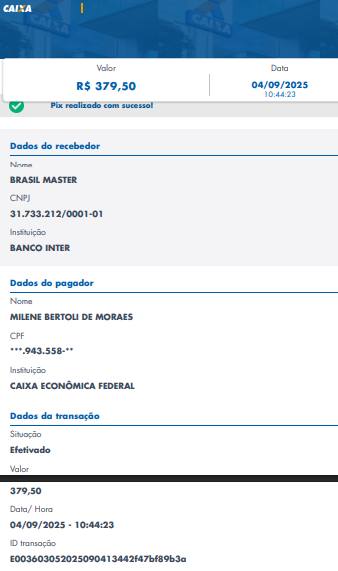 CAIXA
Valor
R$ 379,50
Data
04/09/2025
10:44:23
Pix realizado com sucesso!
Dados do recebedor
Nome
BRASIL MASTER
CNPJ
31.733.212/0001-01
Instituição
BANCO INTER
Dados do pagador
Nome
MILENE BERTOLI DE MORAES
CPF
***.943.558-**
Instituição
CAIXA ECONÔMICA FEDERAL
Dados da transação
Situação
Efetivado
Valor
379,50
Data/ Hora
04/09/2025 - 10:44:23
ID transação
E00360305202509041344​2f47bf89b3a